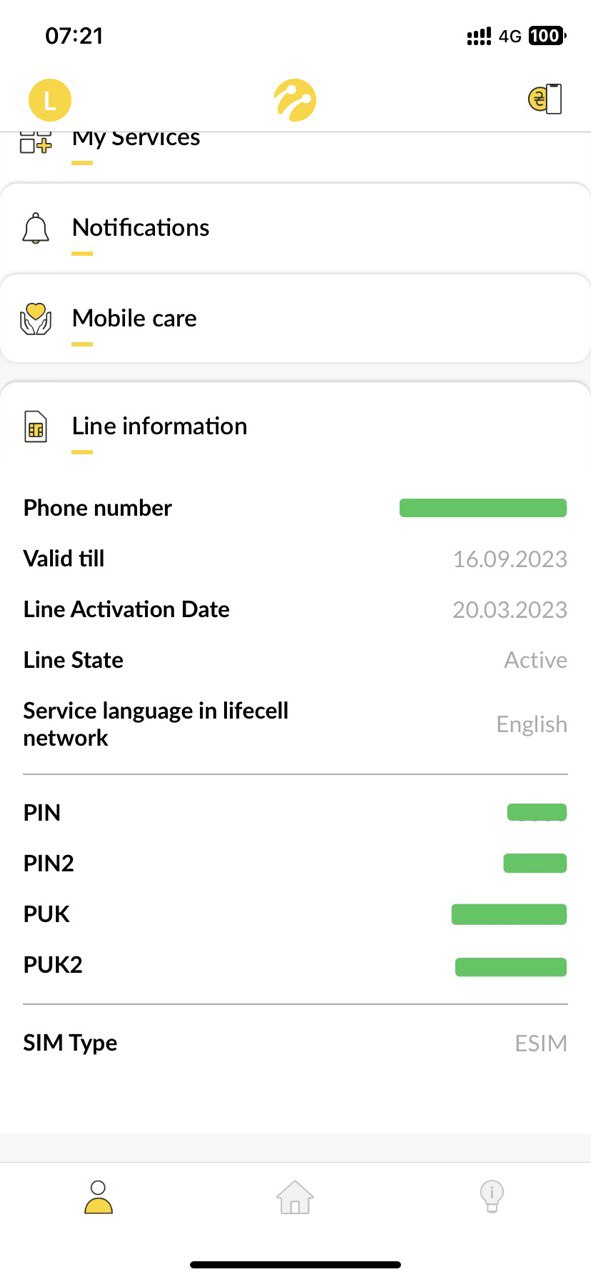 07:21
4G 100
L
₴
My Services
Notifications
Mobile care
Line information
Phone number
Valid till 16.09.2023
Line Activation Date 20.03.2023
Line State Active
Service language in lifecell
network
English
PIN
PIN2
PUK
PUK2
SIM Type ESIM
i